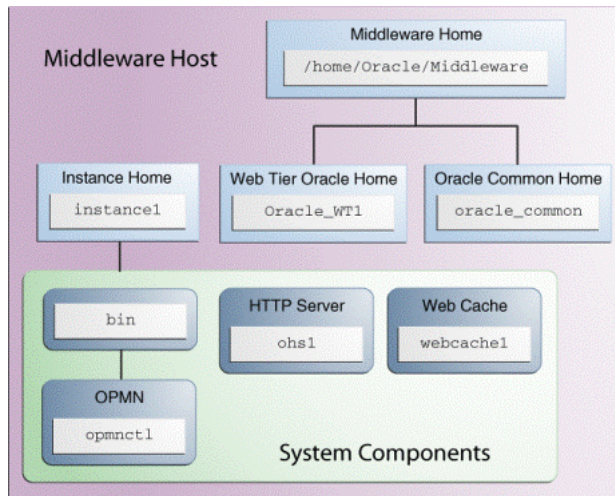 Middleware Host
Middleware Home
/home/Oracle/Middleware
Instance Home
instance1
Web Tier Oracle Home
Oracle_WT1
Oracle Common Home
oracle_common
bin
HTTP Server
ohs1
Web Cache
webcache1
OPMN
opmnctl
System Components